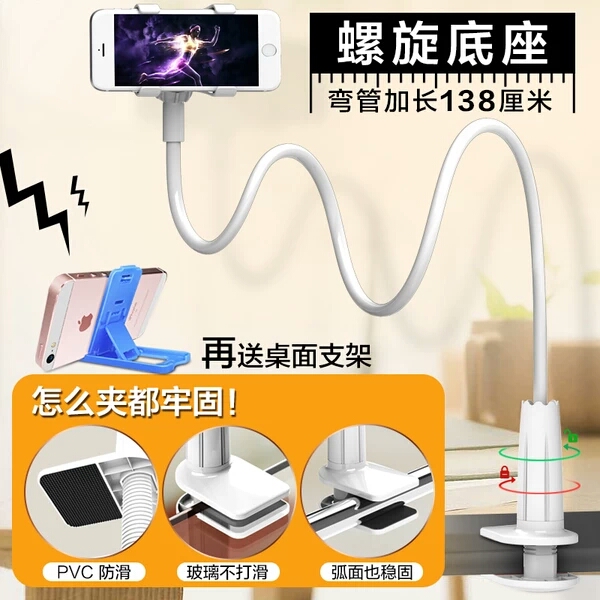 螺旋底座
弯管加长138厘米
再送桌面支架
怎么夹都牢固！
PVC 防滑
玻璃不打滑
弧面也稳固